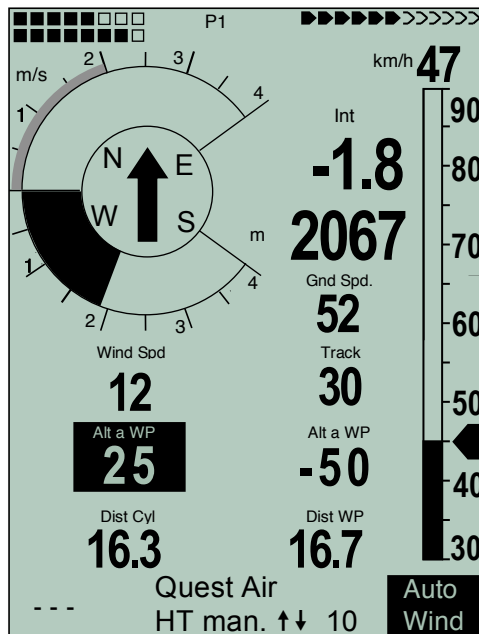 P1
km/h 47
m/s
1 2 3 4
Int
-1.8
N E
W S
m
2067
1 2 3 4
Gnd Spd.
52
Wind Spd Track
12 30
Alt a WP Alt a WP
25 -50
Dist Cyl Dist WP
16.3 16.7
90
80
70
60
50
40
30
Quest Air Auto
--- HT man. ↑↓ 10 Wind